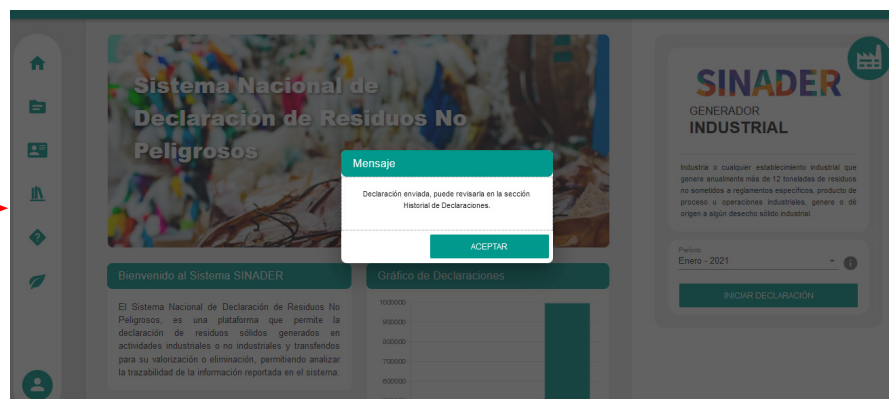 Sistema Nacional de
Declaración de Residuos No
Peligrosos
Mensaje
Declaración enviada, puede revisarla en la sección
Historial de Declaraciones.
ACEPTAR
Bienvenido al Sistema SINADER
El Sistema Nacional de Declaración de Residuos No
Peligrosos, es una plataforma que permite la
declaración de residuos sólidos generados en
actividades industriales o no industriales y transferidos
para su valorización o eliminación, permitiendo analizar
la trazabilidad de la información reportada en el sistema.
Gráfico de Declaraciones
1000000
900000
800000
700000
600000
SINADER
GENERADOR
INDUSTRIAL
Industria o cualquier establecimiento industrial que
genere anualmente más de 12 toneladas de residuos
no sometidos a reglamentos específicos, producto de
proceso u operaciones industriales, genere o dé
origen a algún desecho sólido industrial.
Periodo
Enero - 2021
INICIAR DECLARACIÓN